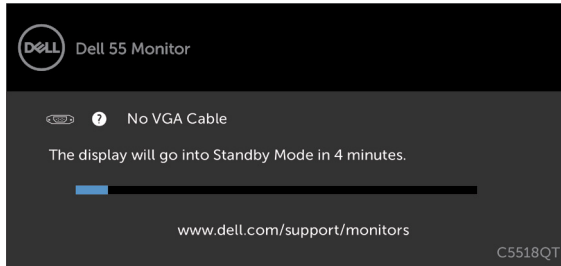 DELL Dell 55 Monitor
? No VGA Cable
The display will go into Standby Mode in 4 minutes.
www.dell.com/support/monitors
C5518QT